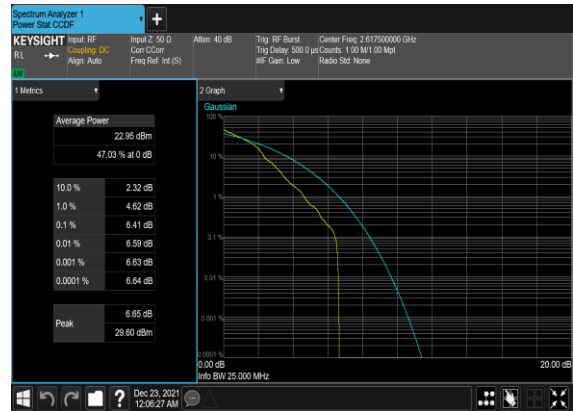 Spectrum Analyzer 1
Power Stat CCDF
KEYSIGHT
R L
LW
Input: RF
Coupling: DC
Align: Auto
Input Z: 50 Ω
Corr CCorr
Freq Ref: Int (S)
Atten: 40 dB
Trig: RF Burst
Trig Delay: 500.0 µs
#IF Gain: Low
Center Freq: 2.617500000 GHz
Counts: 1.00 M/1.00 Mpt
Radio Std: None
1 Metrics
Average Power
22.95 dBm
47.03 % at 0 dB
10.0 % 2.32 dB
1.0 % 4.62 dB
0.1 % 6.41 dB
0.01 % 6.59 dB
0.001 % 6.63 dB
0.0001 % 6.64 dB
Peak
6.65 dB
29.60 dBm
2 Graph
Gaussian
100 %
10 %
1 %
0.1 %
0.01 %
0.001 %
0.0001 %
0.00 dB
20.00 dB
Info BW 25.000 MHz
Dec 23, 2021
12:06:27 AM